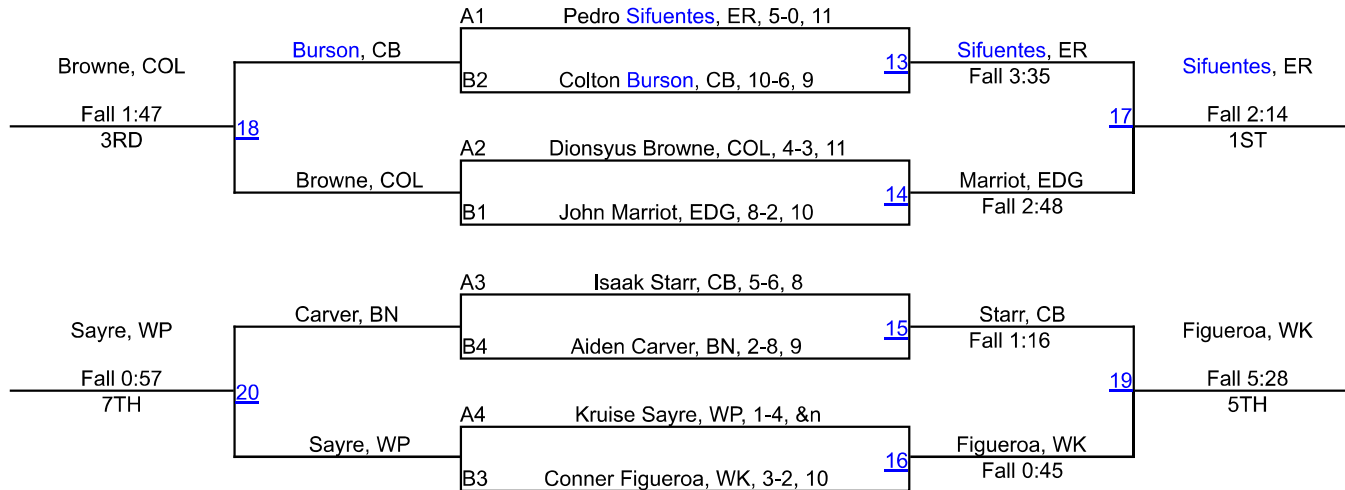 A1 Pedro Sifuentes, ER, 5-0, 11
Burson, CB
Sifuentes, ER
Browne, COL
13
Sifuentes, ER
B2 Colton Burson, CB, 10-6, 9
Fall 3:35
Fall 1:47
18
17
Fall 2:14
3RD
1ST
A2 Dionsyus Browne, COL, 4-3, 11
Browne, COL
14
Marriot, EDG
B1 John Marriot, EDG, 8-2, 10
Fall 2:48
A3 Isaak Starr, CB, 5-6, 8
Carver, BN
15
Starr, CB
Sayre, WP
Figueroa, WK
B4 Aiden Carver, BN, 2-8, 9
Fall 1:16
Fall 0:57
20
19
Fall 5:28
7TH
5TH
A4 Kruise Sayre, WP, 1-4, &n
Sayre, WP
16
Figueroa, WK
B3 Conner Figueroa, WK, 3-2, 10
Fall 0:45